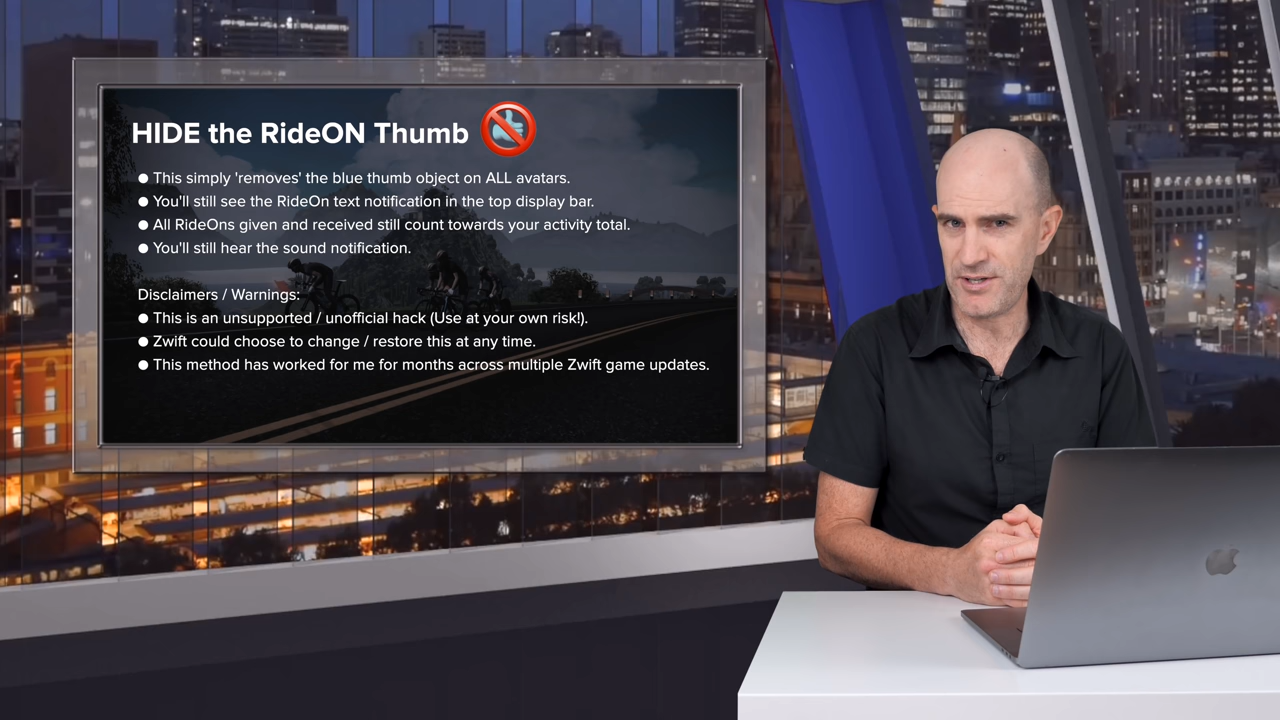 HIDE the RideON Thumb
● This simply 'removes' the blue thumb object on ALL avatars.
● You'll still see the RideOn text notification in the top display bar.
● All RideOns given and received still count towards your activity total.
● You'll still hear the sound notification.
Disclaimers / Warnings:
● This is an unsupported / unofficial hack (Use at your own risk!).
● Zwift could choose to change / restore this at any time.
● This method has worked for me for months across multiple Zwift game updates.